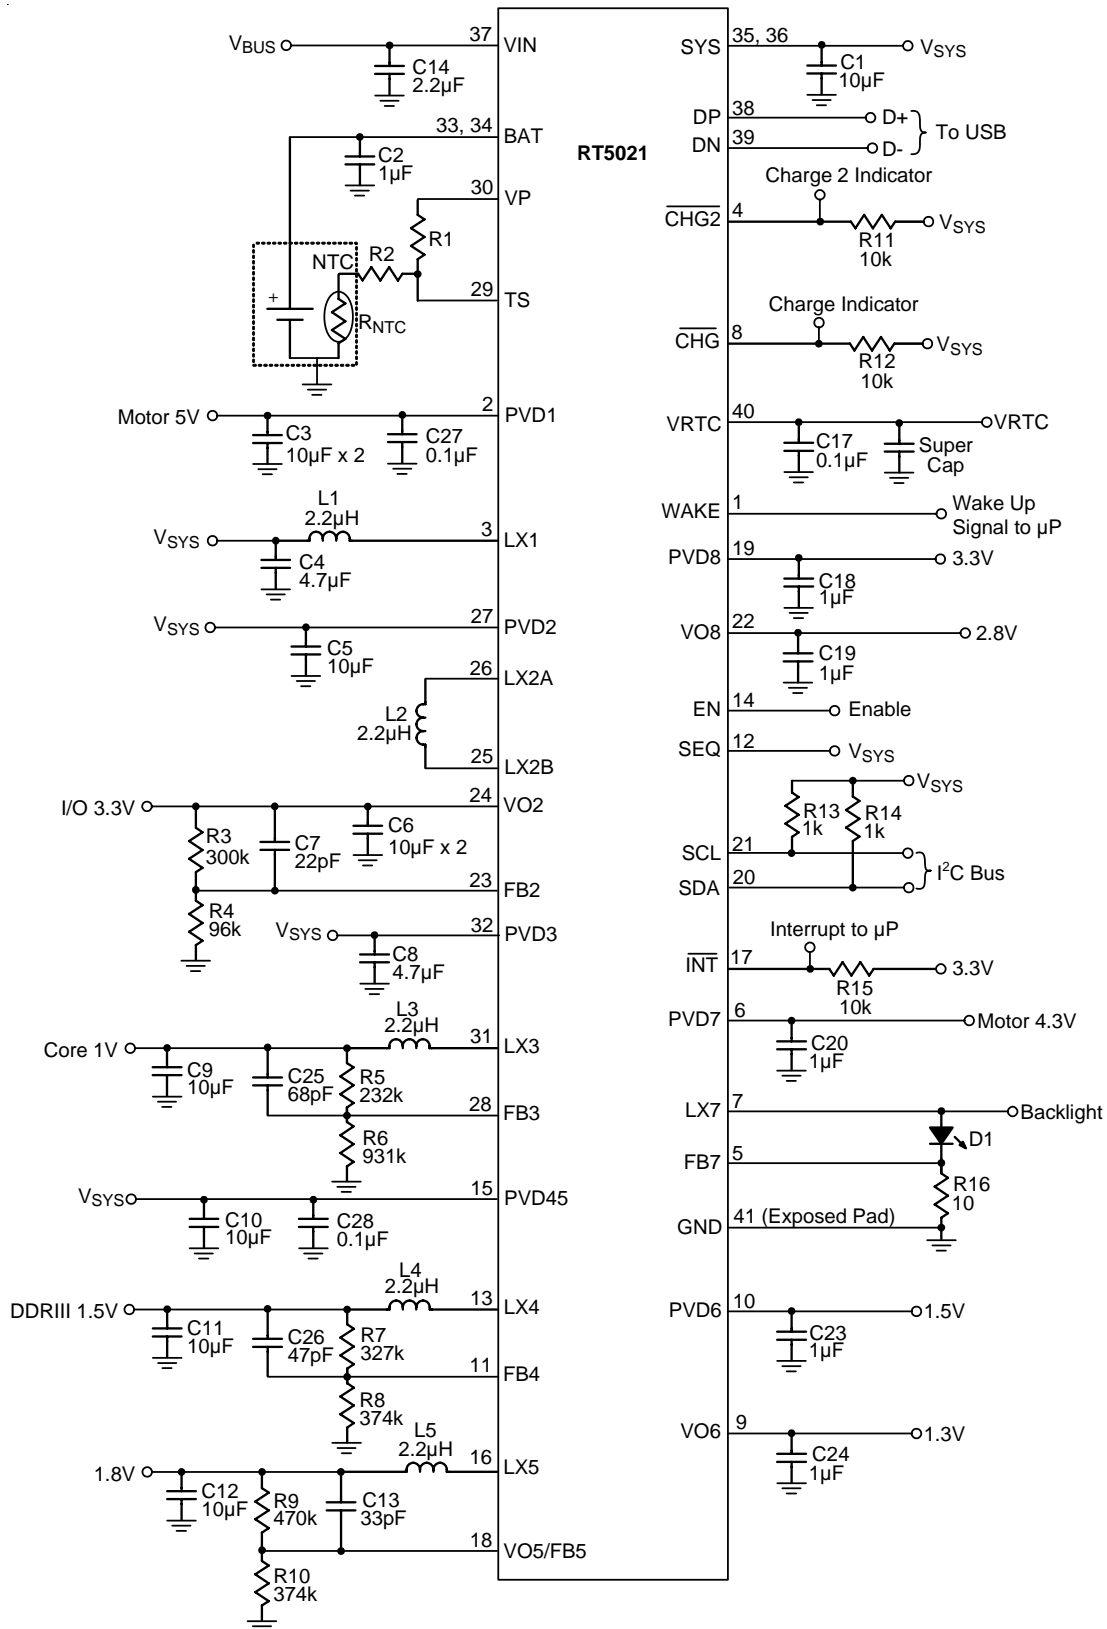 RT5021
VBUS
37
VIN
C14
2.2µF
33, 34
BAT
C2
1µF
30
VP
R1
NTC
R2
29
TS
+
RNTC
Motor 5V
2
PVD1
C3
10µF x 2
C27
0.1µF
L1
2.2µH
VSYS
3
LX1
C4
4.7µF
VSYS
27
PVD2
C5
10µF
26
LX2A
L2
2.2µH
25
LX2B
I/O 3.3V
24
VO2
R3
300k
C7
22pF
C6
10µF x 2
23
FB2
R4
96k
VSYS
32
PVD3
C8
4.7µF
L3
2.2µH
Core 1V
31
LX3
C9
10µF
C25
68pF
R5
232k
28
FB3
R6
931k
VSYS
15
PVD45
C10
10µF
C28
0.1µF
L4
2.2µH
DDRIII 1.5V
13
LX4
C11
10µF
C26
47pF
R7
327k
11
FB4
R8
374k
L5
2.2µH
1.8V
16
LX5
C12
10µF
R9
470k
C13
33pF
18
VO5/FB5
R10
374k
SYS
35, 36
VSYS
C1
10µF
DP
38
D+
DN
39
D-
To USB
Charge 2 Indicator
CHG2
4
VSYS
R11
10k
Charge Indicator
CHG
8
VSYS
R12
10k
VRTC
40
VRTC
C17
0.1µF
Super
Cap
WAKE
1
Wake Up
Signal to µP
PVD8
19
3.3V
C18
1µF
VO8
22
2.8V
C19
1µF
EN
14
Enable
SEQ
12
VSYS
VSYS
R13
1k
R14
1k
SCL
21
SDA
20
I²C Bus
Interrupt to µP
INT
17
3.3V
R15
10k
PVD7
6
Motor 4.3V
C20
1µF
LX7
7
Backlight
D1
FB7
5
R16
10
GND
41 (Exposed Pad)
PVD6
10
1.5V
C23
1µF
VO6
9
1.3V
C24
1µF